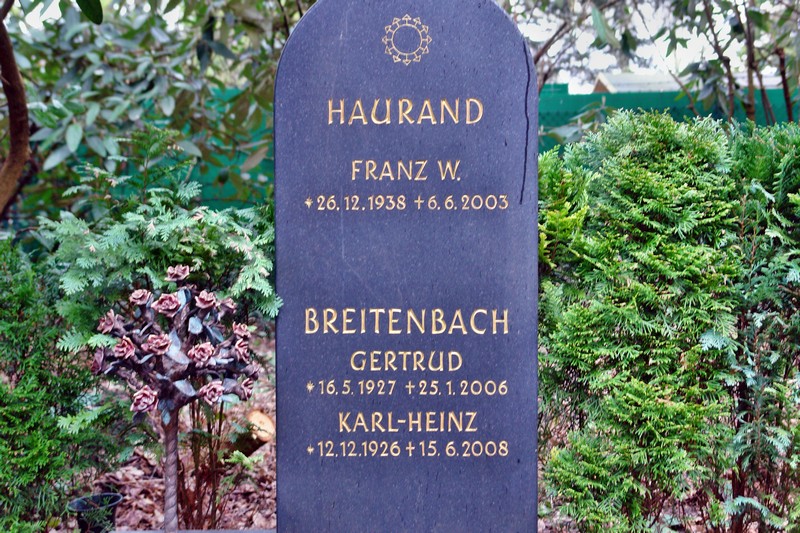 HAURAND
FRANZ W.
* 26. 12. 1938 + 6. 6. 2003
BREITENBACH
GERTRUD
* 16. 5. 1927 + 25. 1. 2006
KARL-HEINZ
* 12. 12. 1926 + 15. 6. 2008